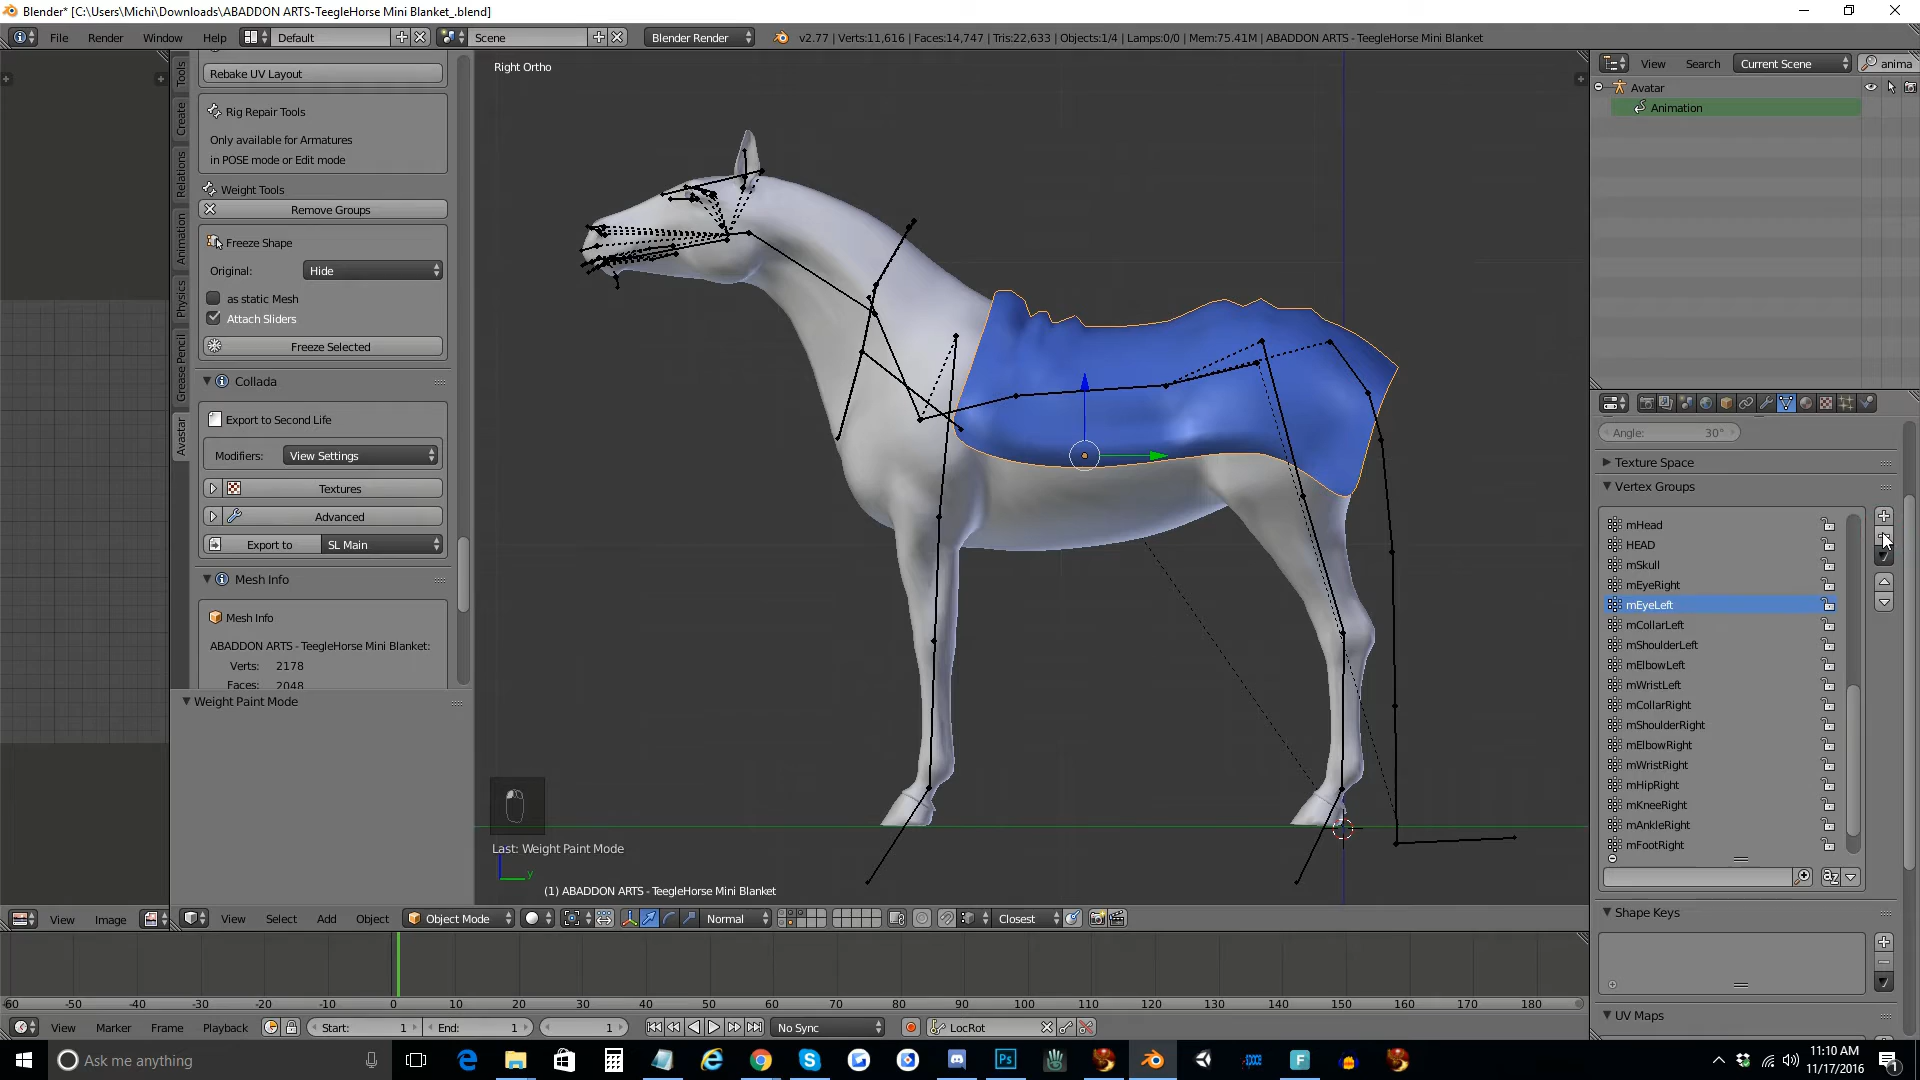 Blender* [C:\Users\Michi\Downloads\ABADDON ARTS-TeegleHorse Mini Blanket_.blend]
File Render Window Help Default Scene Blender Render v2.77 | Verts:11,616 | Faces:14,747 | Tris:22,633 | Objects:1/4 | Lamps:0/0 | Mem:75.41M | ABADDON ARTS - TeegleHorse Mini Blanket
View Search Current Scene anima
Avatar
Animation
Tools
Create
Relations
Animation
Physics
Grease Pencil
Avastar
Rebake UV Layout
Rig Repair Tools
Only available for Armatures
in POSE mode or Edit mode
Weight Tools
Remove Groups
Freeze Shape
Original: Hide
as static Mesh
Attach Sliders
Freeze Selected
Collada
Export to Second Life
Modifiers: View Settings
Textures
Advanced
Export to SL Main
Mesh Info
Mesh Info
ABADDON ARTS - TeegleHorse Mini Blanket:
Verts: 2178
Faces: 2048
Weight Paint Mode
Right Ortho
Last: Weight Paint Mode
y
(1) ABADDON ARTS - TeegleHorse Mini Blanket
Angle: 30°
Texture Space
Vertex Groups
mHead
HEAD
mSkull
mEyeRight
mEyeLeft
mCollarLeft
mShoulderLeft
mElbowLeft
mWristLeft
mCollarRight
mShoulderRight
mElbowRight
mWristRight
mHipRight
mKneeRight
mAnkleRight
mFootRight
Shape Keys
UV Maps
View Image
View Select Add Object Object Mode Normal Closest
-60 -50 -40 -30 -20 -10 0 10 20 30 40 50 60 70 80 90 100 110 120 130 140 150 160 170 180
View Marker Frame Playback Start: 1 End: 1 1 No Sync LocRot
Ask me anything
11:10 AM
11/17/2016